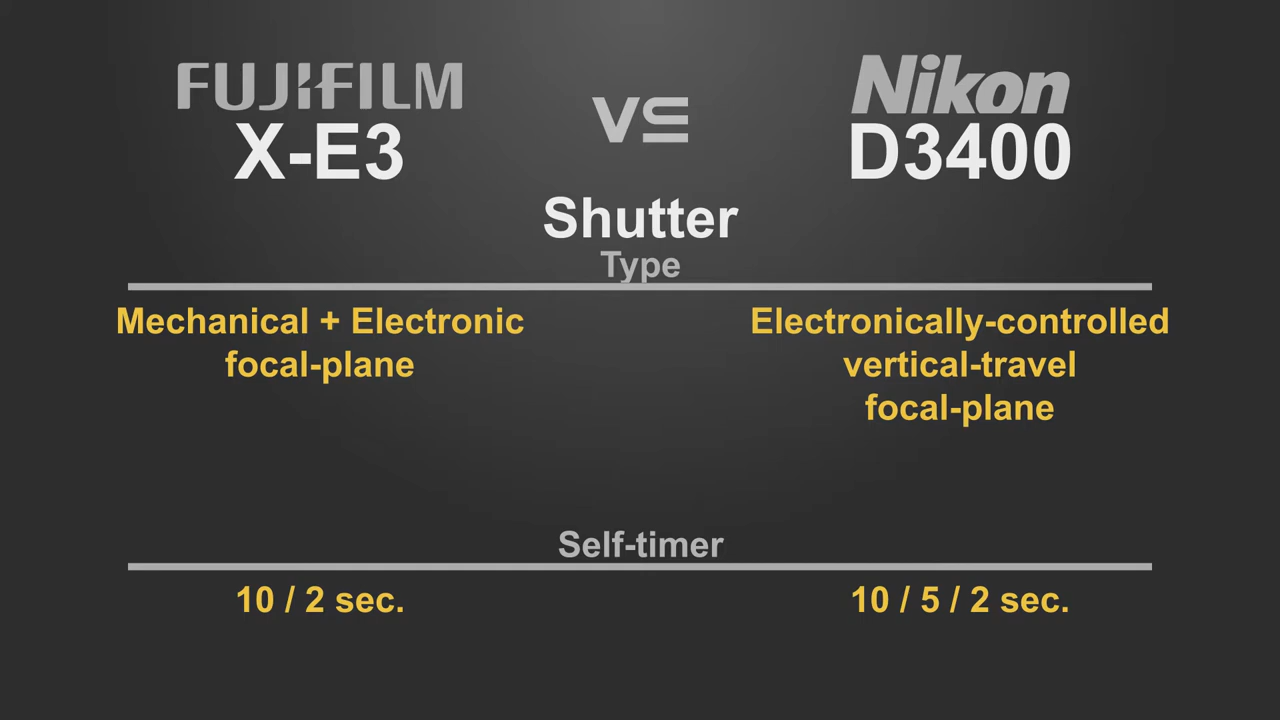 FUJIFILM
X-E3
VS
Nikon
D3400
Shutter
Type
Mechanical + Electronic
focal-plane
Electronically-controlled
vertical-travel
focal-plane
Self-timer
10 / 2 sec.
10 / 5 / 2 sec.